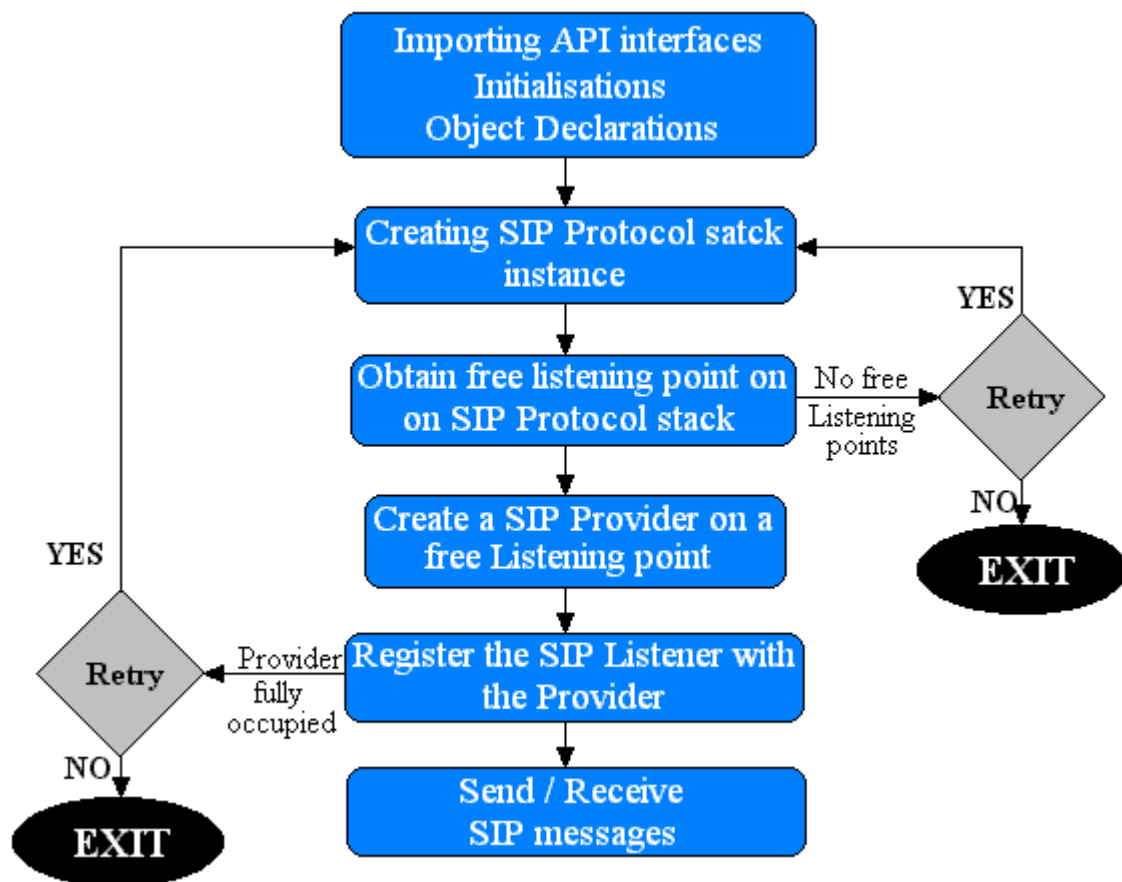 Importing API interfaces
Initialisations
Object Declarations
Creating SIP Protocol satck
instance
YES
Obtain free listening point on
on SIP Protocol stack
No free
Listening
points
Retry
NO
EXIT
Create a SIP Provider on a
free Listening point
YES
Register the SIP Listener with
the Provider
Provider
fully
occupied
Retry
NO
EXIT
Send / Receive
SIP messages